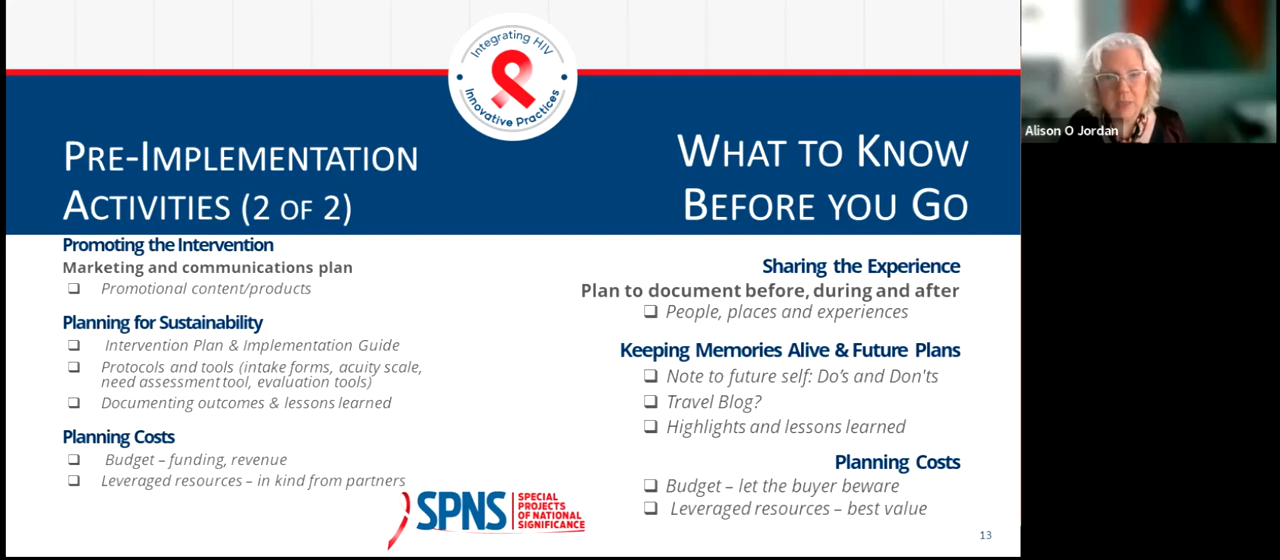 Integrating HIV
Innovative Practices
PRE-IMPLEMENTATION
ACTIVITIES (2 OF 2)
Promoting the Intervention
Marketing and communications plan
❑ Promotional content/products
Planning for Sustainability
❑ Intervention Plan & Implementation Guide
❑ Protocols and tools (intake forms, acuity scale,
need assessment tool, evaluation tools)
❑ Documenting outcomes & lessons learned
Planning Costs
❑ Budget – funding, revenue
❑ Leveraged resources – in kind from partners
WHAT TO KNOW
BEFORE YOU GO
Sharing the Experience
Plan to document before, during and after
❑ People, places and experiences
Keeping Memories Alive & Future Plans
❑ Note to future self: Do’s and Don'ts
❑ Travel Blog?
❑ Highlights and lessons learned
Planning Costs
❑ Budget – let the buyer beware
❑ Leveraged resources – best value
SPNS
SPECIAL
PROJECTS
OF NATIONAL
SIGNIFICANCE
13
Alison O Jordan